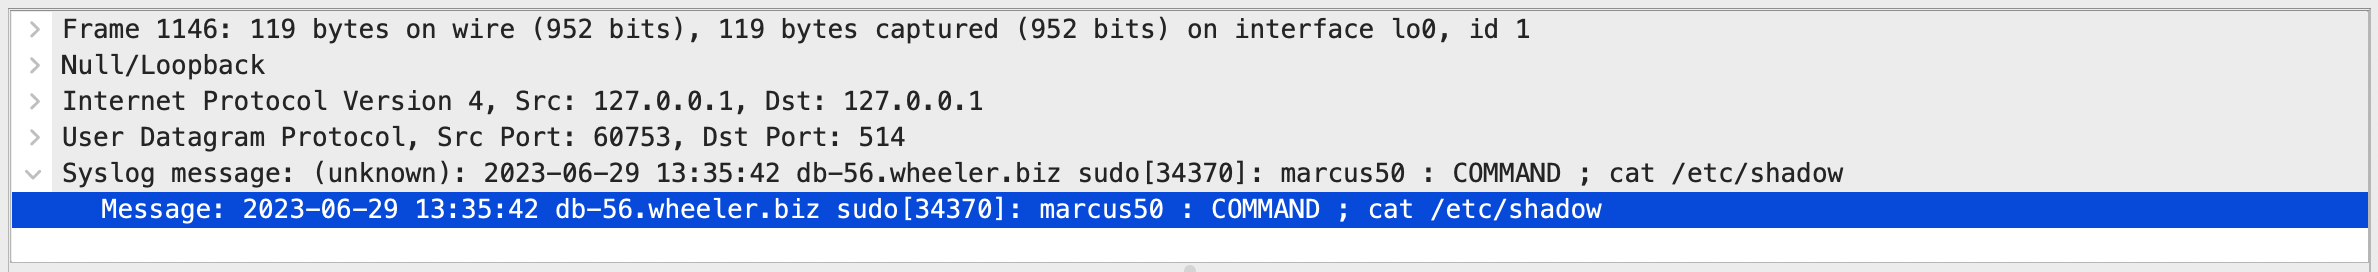 Frame 1146: 119 bytes on wire (952 bits), 119 bytes captured (952 bits) on interface lo0, id 1
Null/Loopback
Internet Protocol Version 4, Src: 127.0.0.1, Dst: 127.0.0.1
User Datagram Protocol, Src Port: 60753, Dst Port: 514
Syslog message: (unknown): 2023-06-29 13:35:42 db-56.wheeler.biz sudo[34370]: marcus50 : COMMAND ; cat /etc/shadow
Message: 2023-06-29 13:35:42 db-56.wheeler.biz sudo[34370]: marcus50 : COMMAND ; cat /etc/shadow